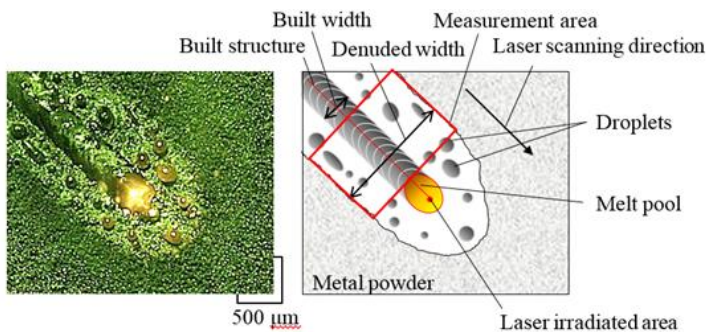 Built width
Measurement area
Built structure
Denuded width
Laser scanning direction
Droplets
Melt pool
Metal powder
Laser irradiated area
500 μm